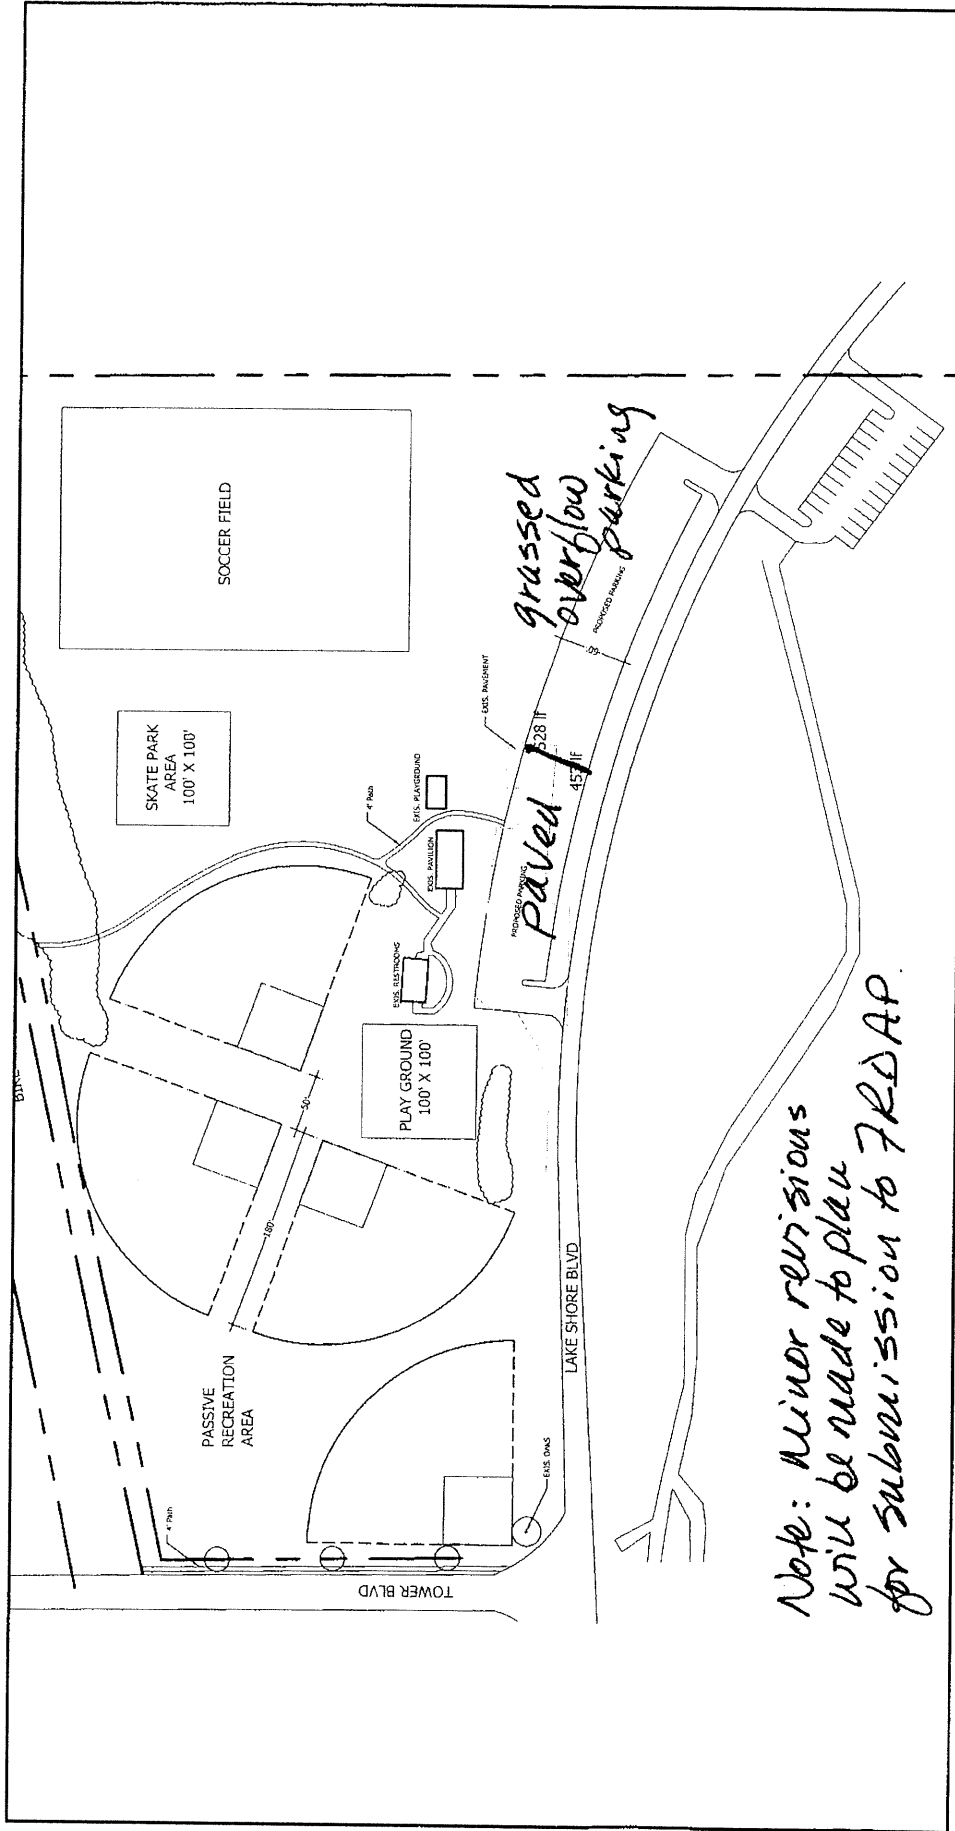 SOCCER FIELD
SKATE PARK
AREA
100' X 100'
4' Path
EXIS. PLAYGROUND
EXIS. PAVILION
EXIS. RESTROOMS
EXIS. PAVEMENT
grassed
overflow
parking
PROPOSED PARKING
60'
528 lf
paved
PROPOSED PARKING
PLAY GROUND
100' X 100'
50'
180'
PASSIVE
RECREATION
AREA
4' Path
EXIS. OAKS
LAKE SHORE BLVD
TOWER BLVD
Note: Minor revisions
will be made to plan
for submission to FRDAP.